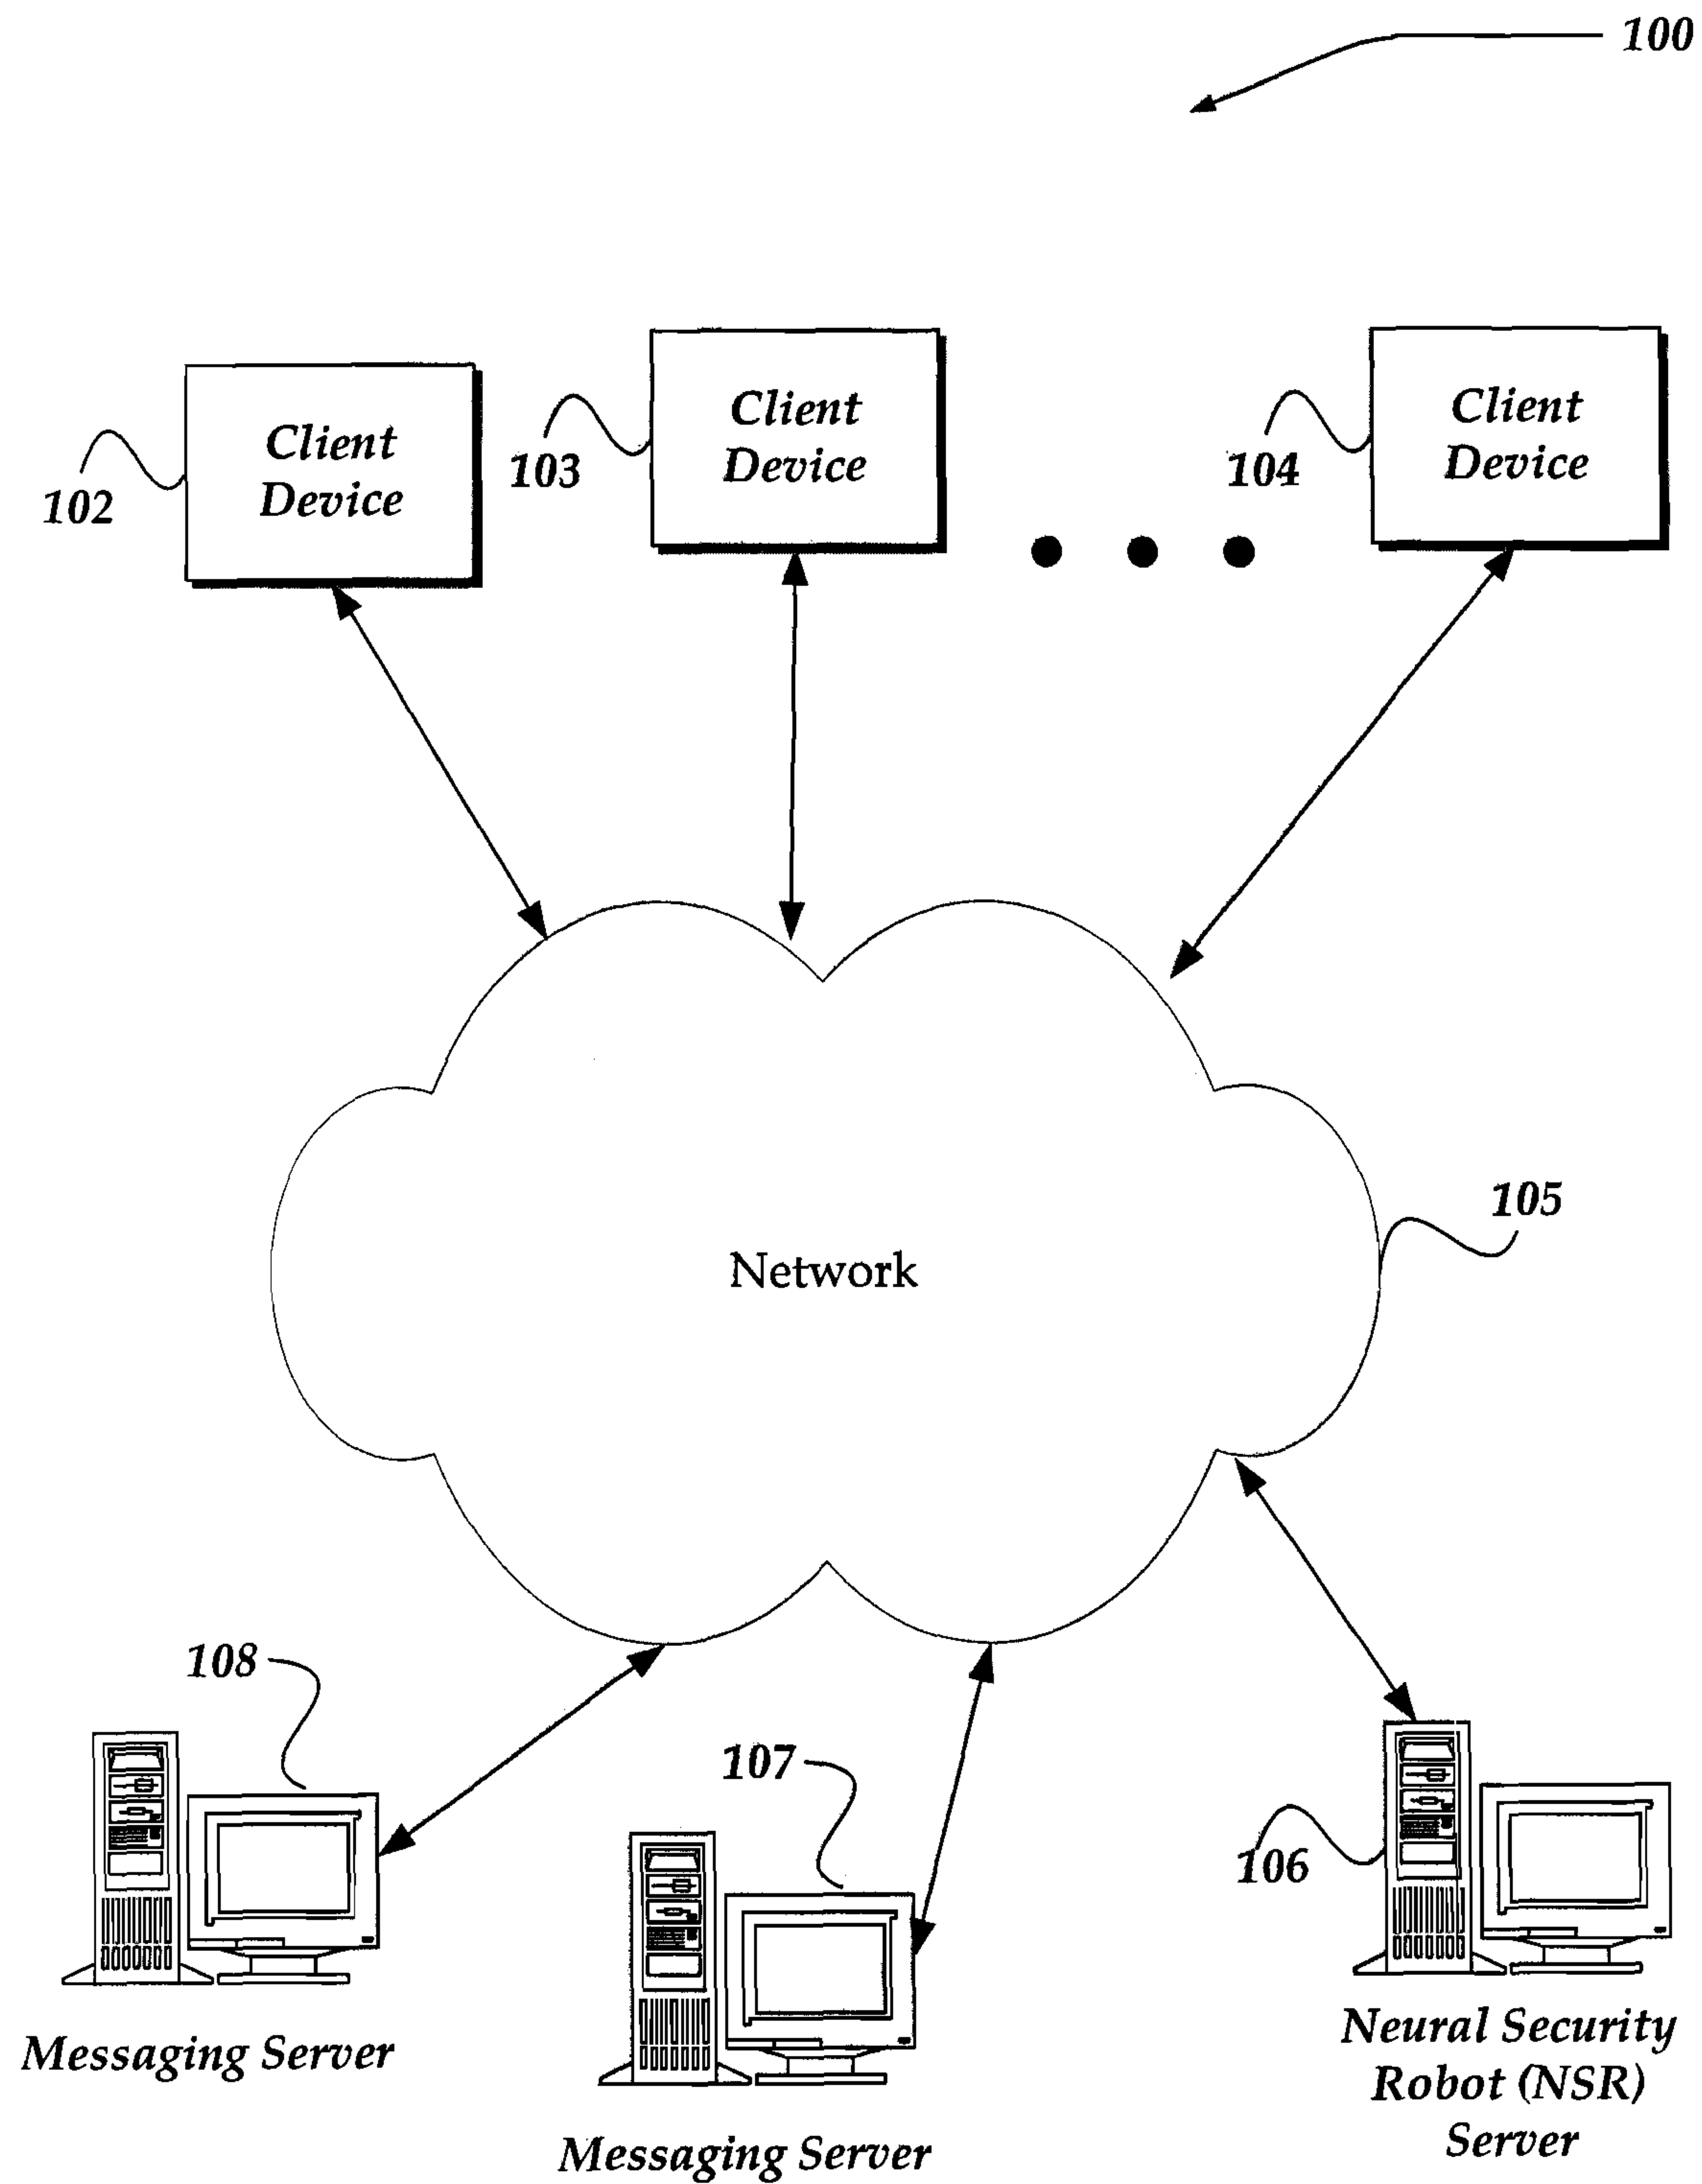 100
Client
Device
102
Client
Device
103
Client
Device
104
Network
105
108
Messaging Server
107
Messaging Server
106
Neural Security
Robot (NSR)
Server